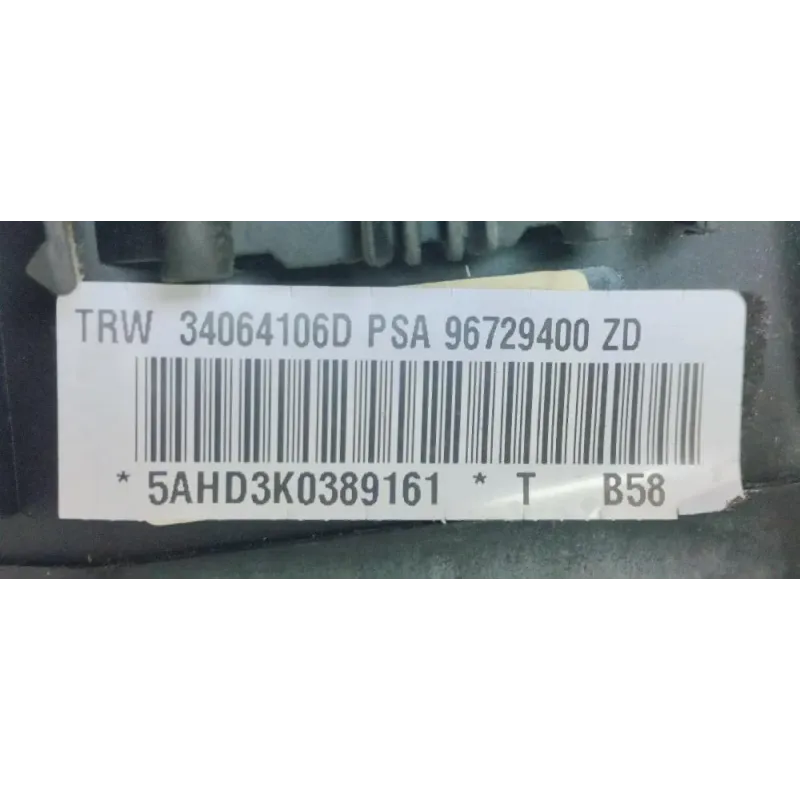 TRW 34064106D PSA 96729400 ZD
* 5AHD3K0389161 * T B58